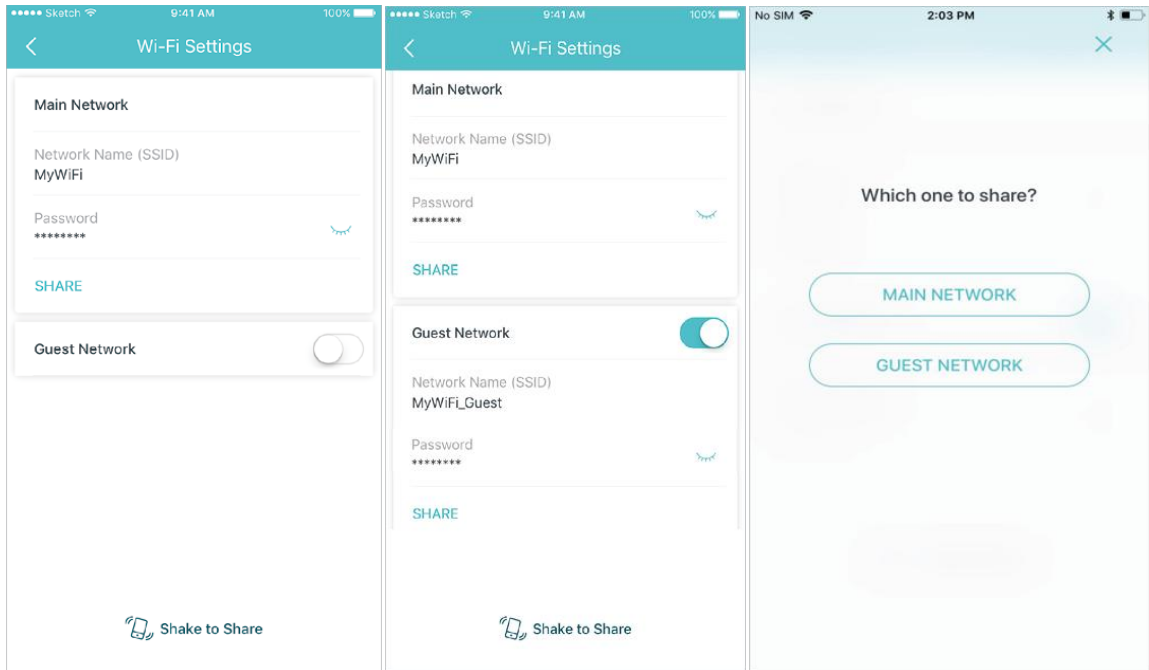 Sketch 9:41 AM 100%
Wi-Fi Settings
Main Network
Network Name (SSID)
MyWiFi
Password
********
SHARE
Guest Network
Shake to Share
Sketch 9:41 AM 100%
Wi-Fi Settings
Main Network
Network Name (SSID)
MyWiFi
Password
********
SHARE
Guest Network
Network Name (SSID)
MyWiFi_Guest
Password
********
SHARE
Shake to Share
No SIM 2:03 PM
Which one to share?
MAIN NETWORK
GUEST NETWORK